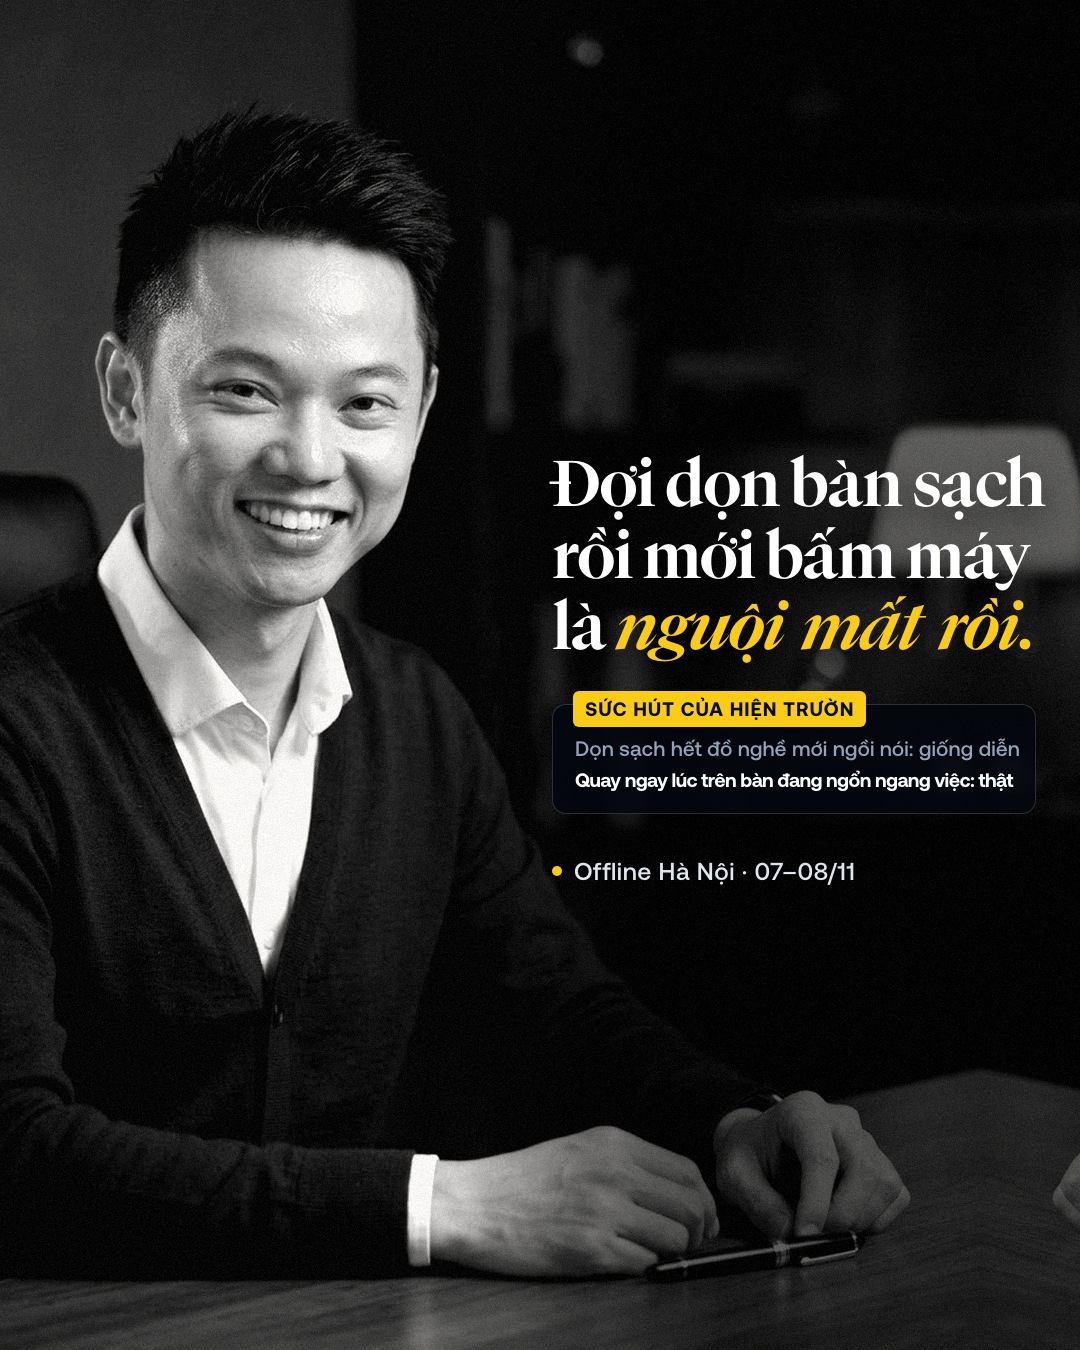 Đợi dọn bàn sạch
rồi mới bấm máy
là nguội mất rồi.
SỨC HÚT CỦA HIỆN TRƯỜN
Dọn sạch hết đồ nghề mới ngồi nói: giống diễn
Quay ngay lúc trên bàn đang ngổn ngang việc: thật
Offline Hà Nội · 07–08/11